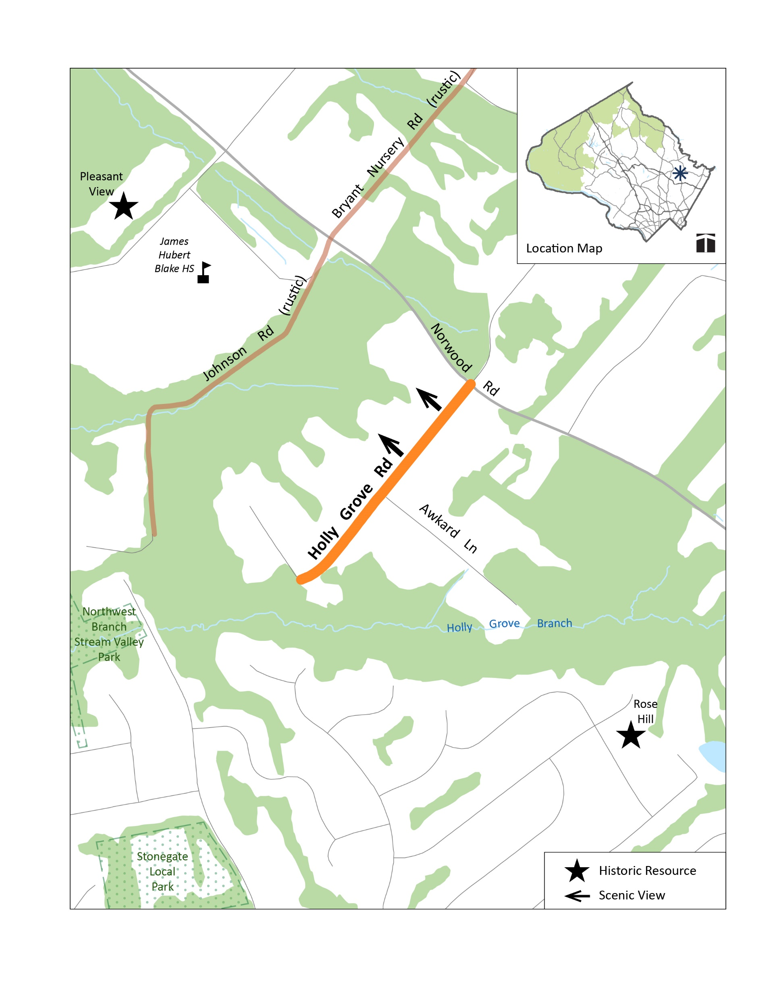 Bryant Nursery Rd (rustic)
Pleasant
View
James
Hubert
Blake HS
Location Map
Johnson Rd (rustic)
Norwood Rd
Holly Grove Rd
Awkard Ln
Northwest
Branch
Stream Valley
Park
Holly Grove Branch
Rose
Hill
Stonegate
Local
Park
Historic Resource
Scenic View